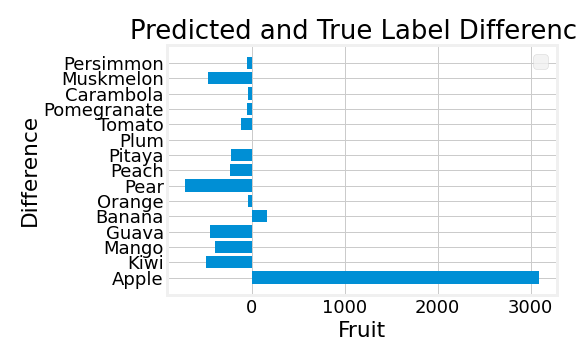 Predicted and True Label Differenc
Persimmon
Muskmelon
Carambola
Pomegranate
Tomato
Plum
Pitaya
Peach
Pear
Orange
Banana
Guava
Mango
Kiwi
Apple
Difference
0 1000 2000 3000
Fruit